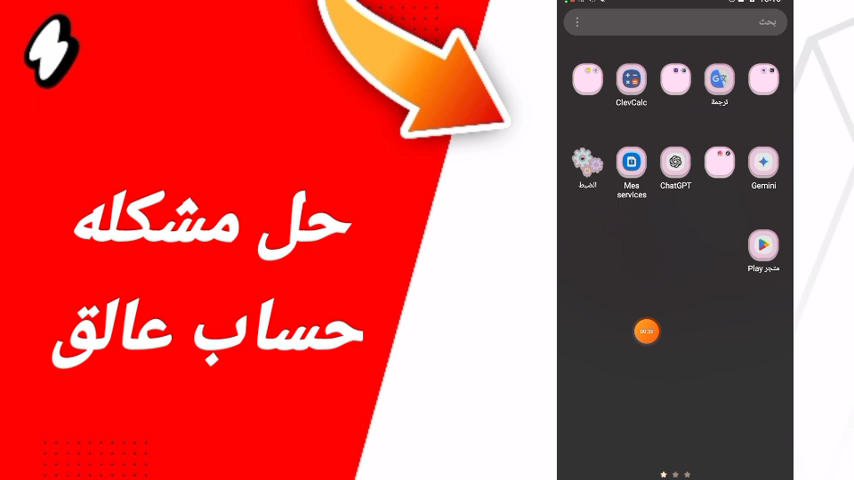 حل مشكله
حساب عالق
بحث
ClevCalc
ترجمة
الضبط
Mes services
ChatGPT
Gemini
متجر Play